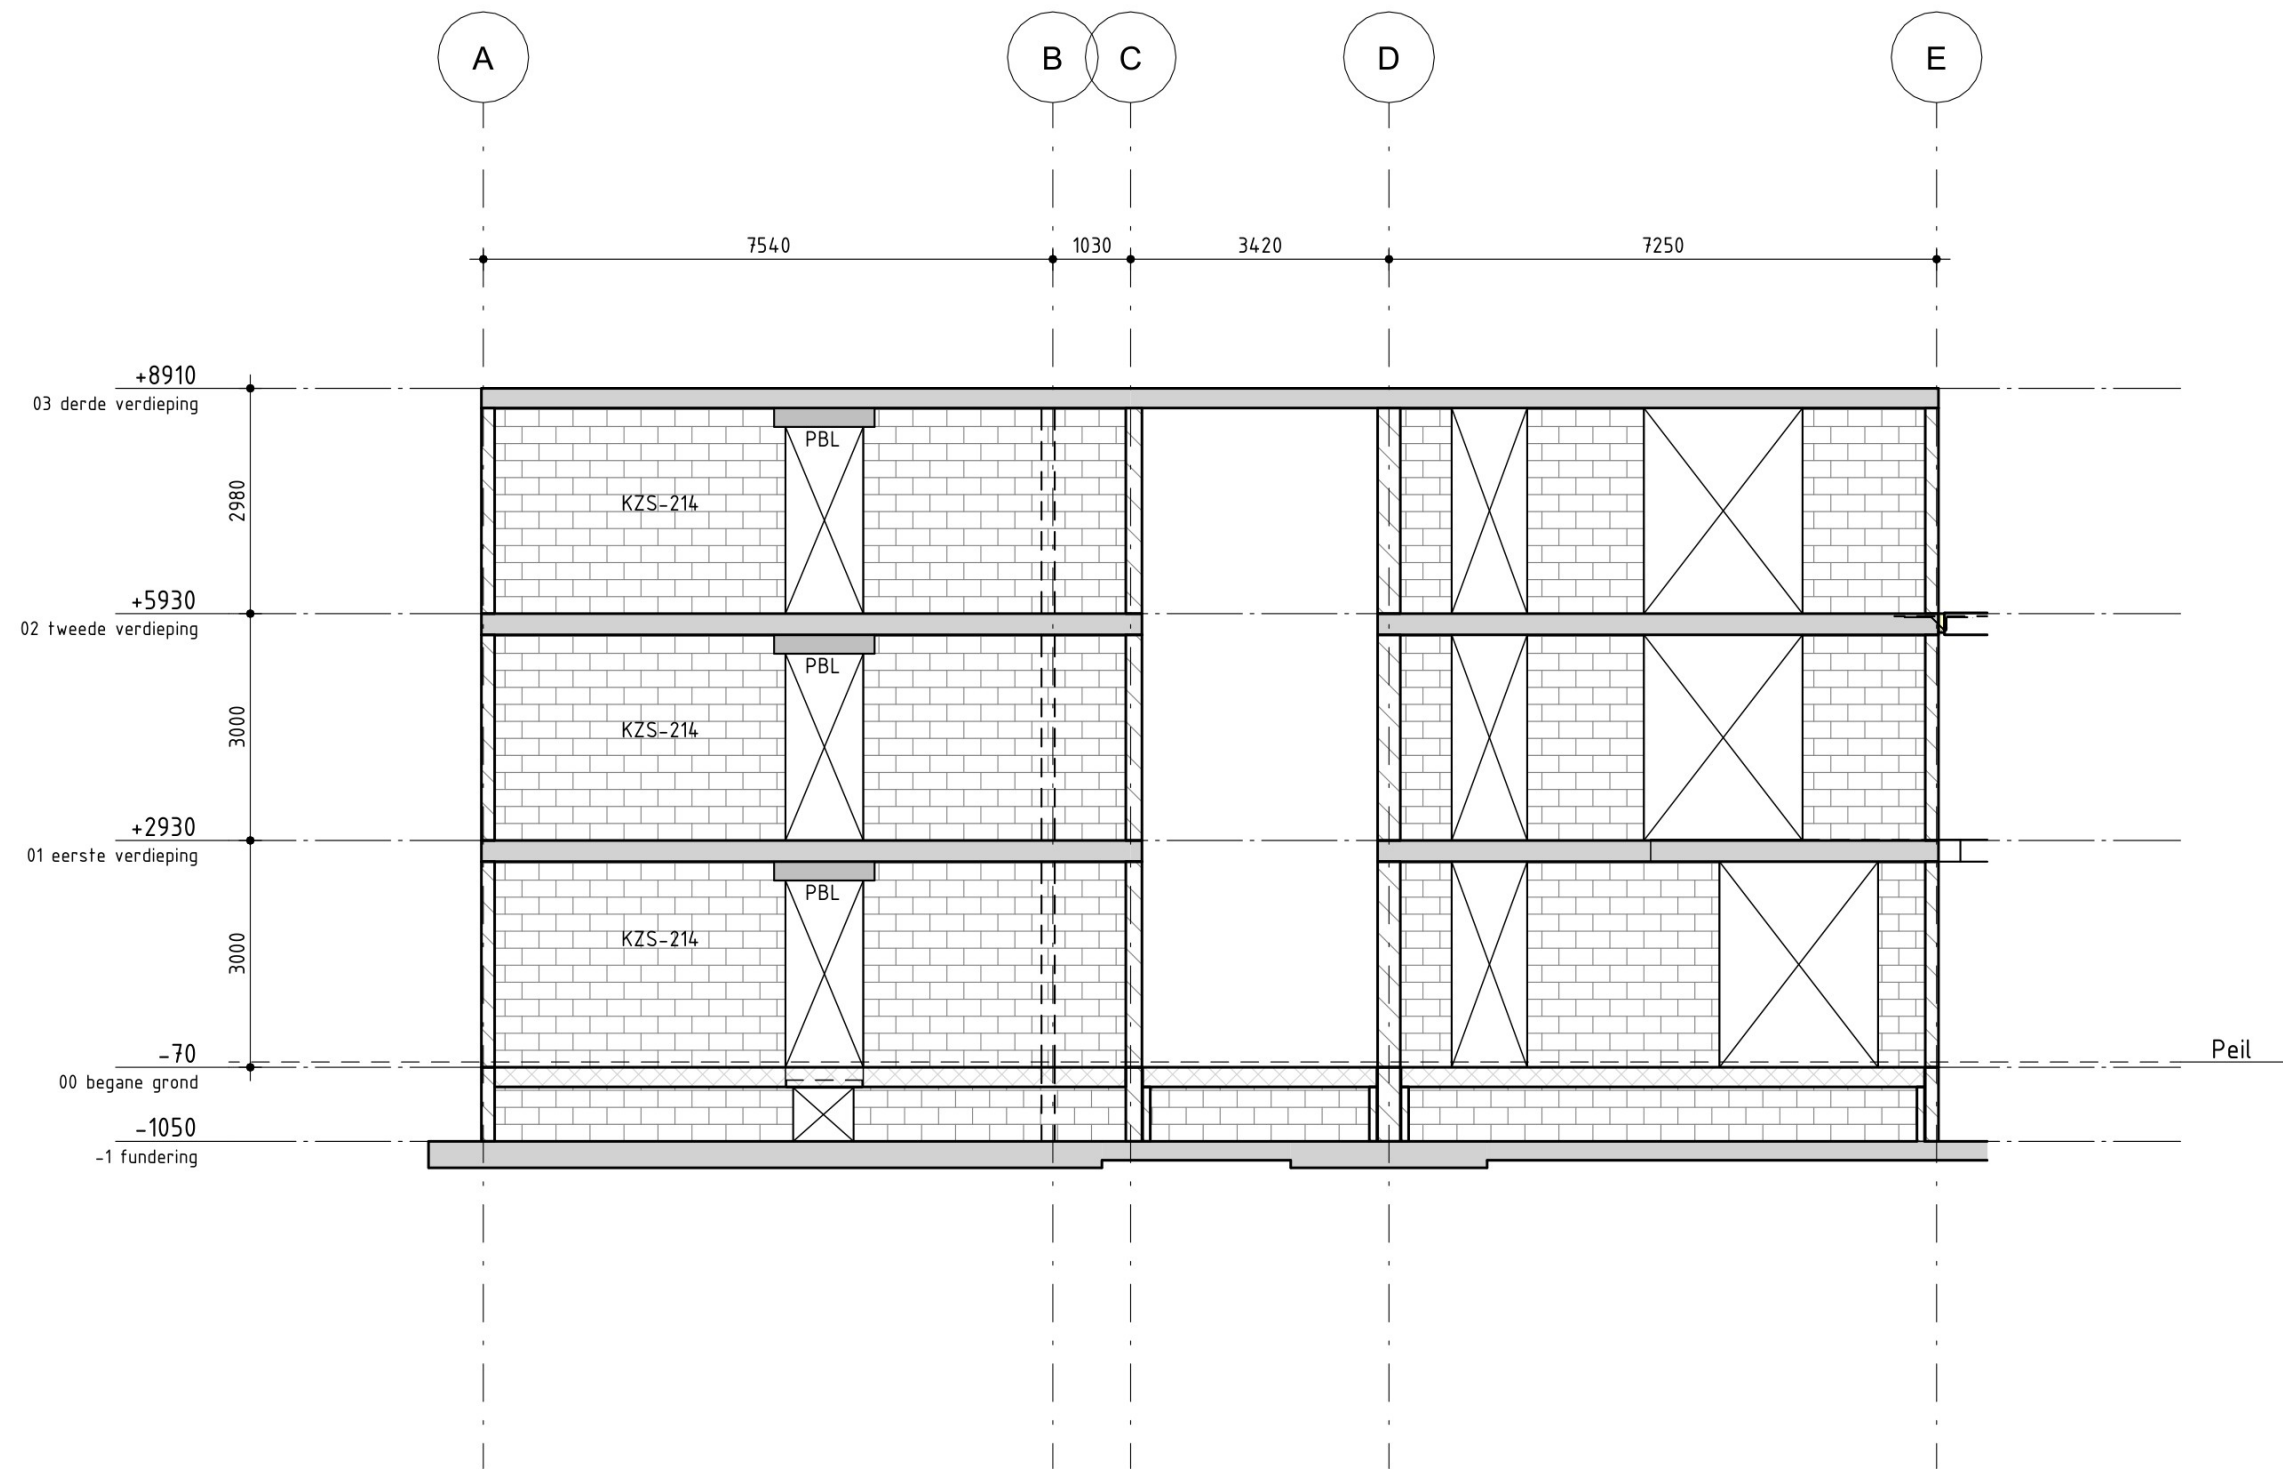 A
B
C
D
E
7540
1030
3420
7250
+8910
03 derde verdieping
PBL
KZS-214
2980
+5930
02 tweede verdieping
PBL
KZS-214
3000
+2930
01 eerste verdieping
PBL
KZS-214
3000
-70
00 begane grond
Peil
-1050
-1 fundering